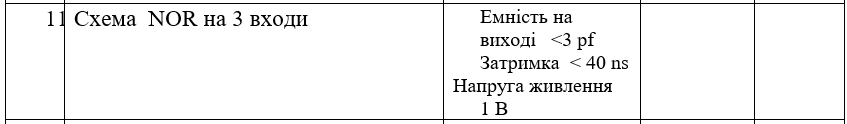 11 Схема NOR на 3 входи
Емність на
виході <3 pf
Затримка < 40 ns
Напруга живлення
1 В